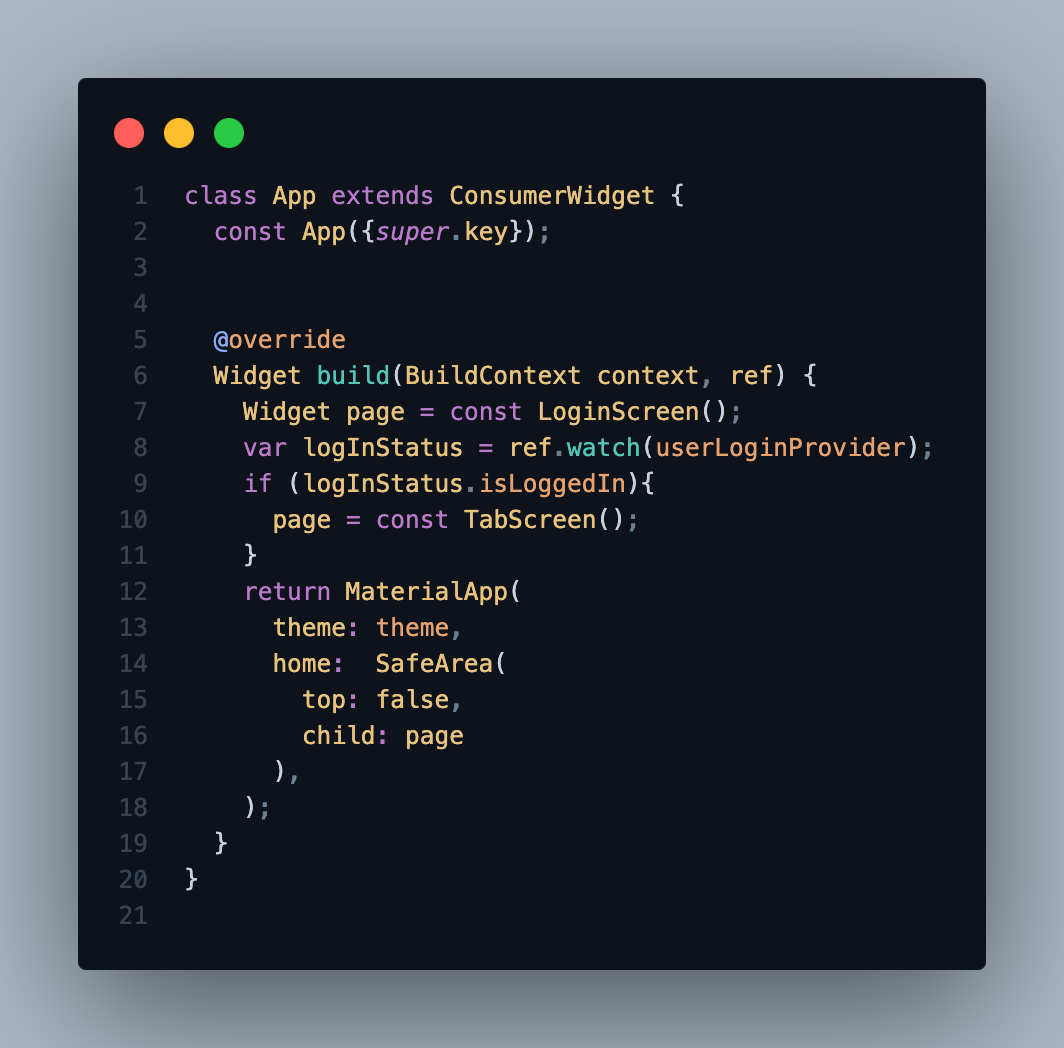 1 class App extends ConsumerWidget {
2   const App({super.key});
3
4
5   @override
6   Widget build(BuildContext context, ref) {
7     Widget page = const LoginScreen();
8     var logInStatus = ref.watch(userLoginProvider);
9     if (logInStatus.isLoggedIn){
10       page = const TabScreen();
11     }
12     return MaterialApp(
13       theme: theme,
14       home:  SafeArea(
15         top: false,
16         child: page
17       ),
18     );
19   }
20 }
21